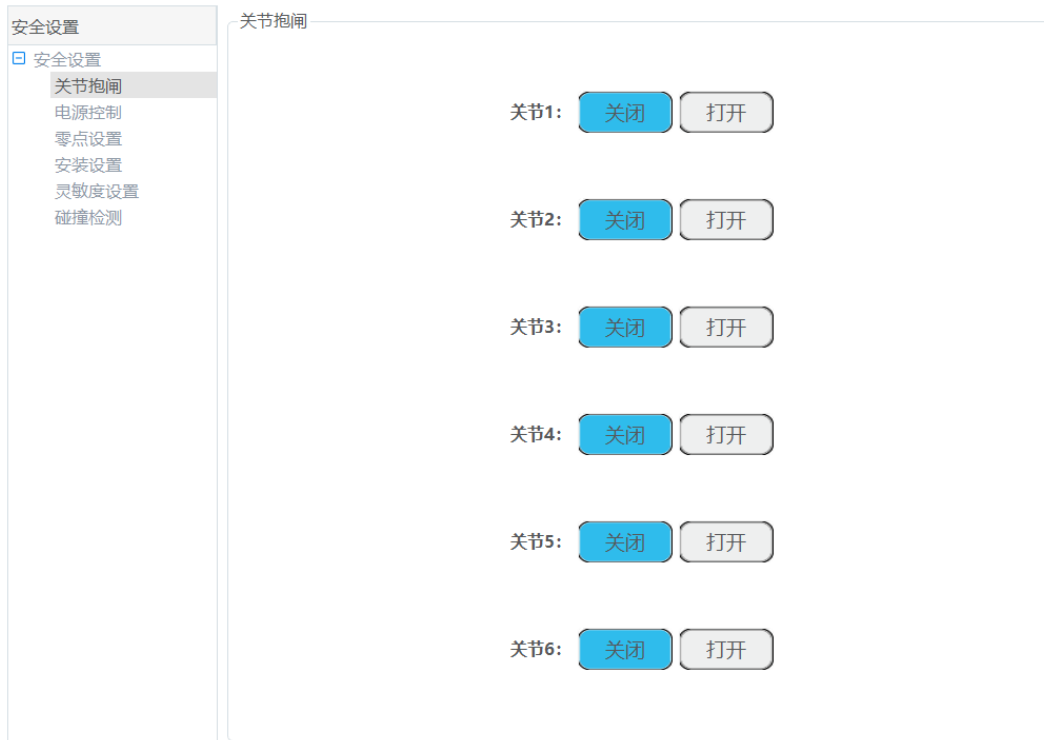 安全设置
安全设置
关节抱闸
电源控制
零点设置
安装设置
灵敏度设置
碰撞检测
关节抱闸
关节1: 关闭 打开
关节2: 关闭 打开
关节3: 关闭 打开
关节4: 关闭 打开
关节5: 关闭 打开
关节6: 关闭 打开